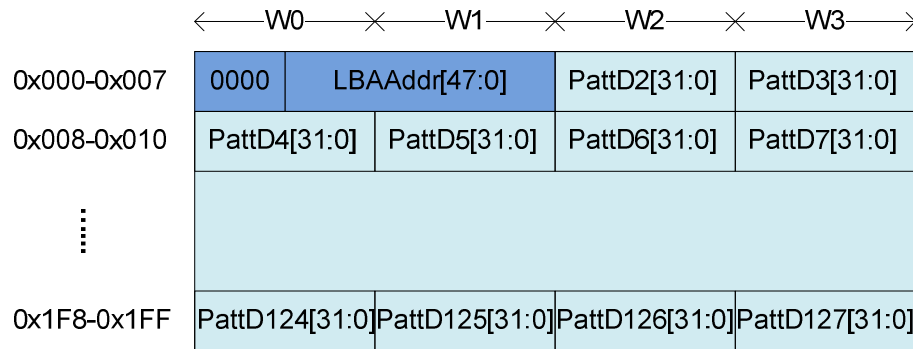 W0 W1 W2 W3
0x000-0x007 0000 LBAAddr[47:0] PattD2[31:0] PattD3[31:0]
0x008-0x010 PattD4[31:0] PattD5[31:0] PattD6[31:0] PattD7[31:0]
0x1F8-0x1FF PattD124[31:0] PattD125[31:0] PattD126[31:0] PattD127[31:0]